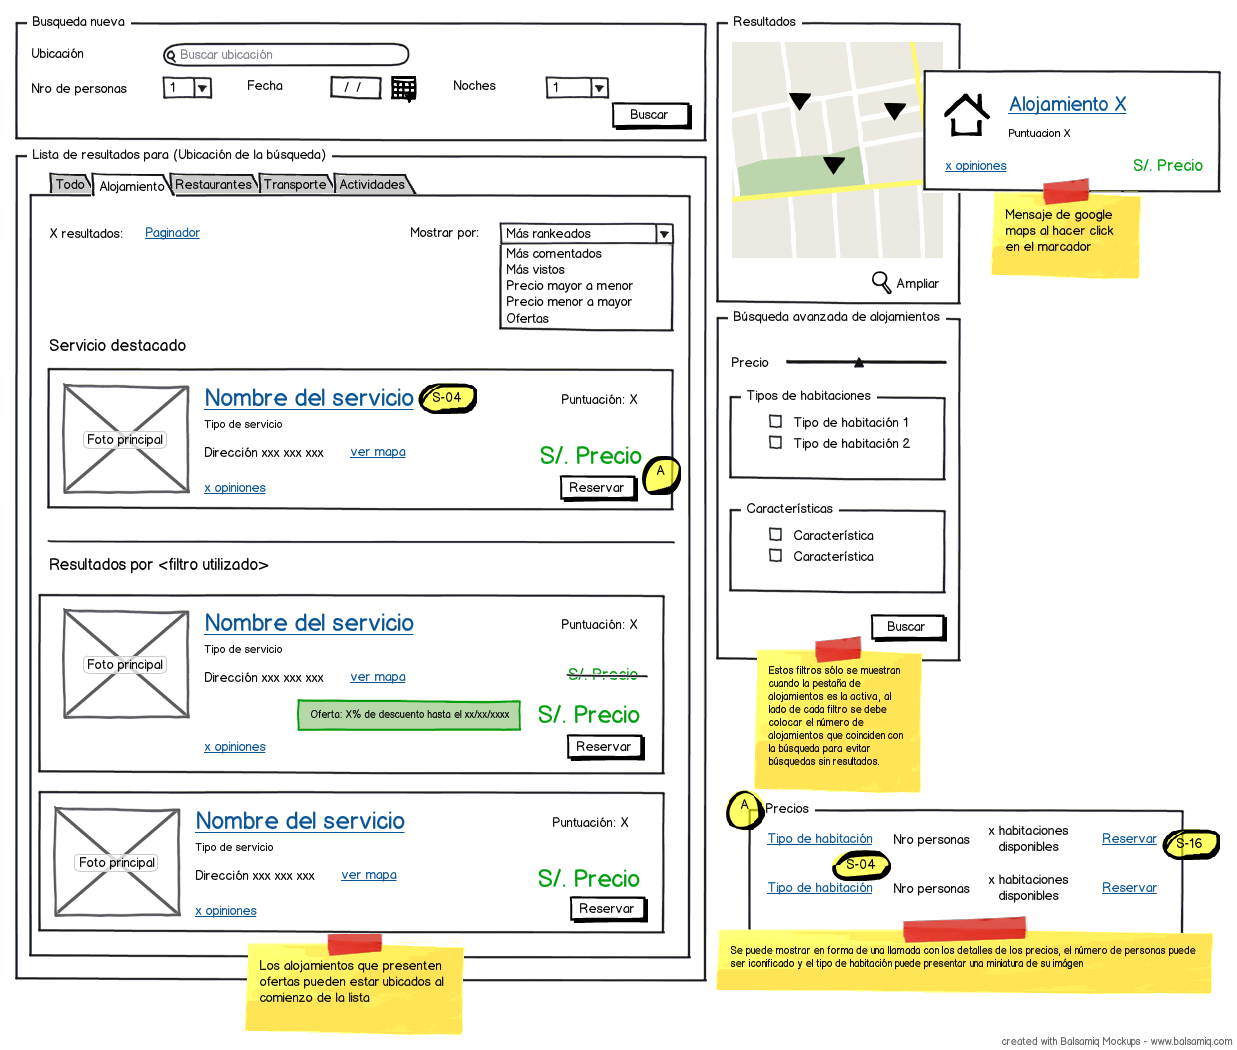 Busqueda nueva
Ubicación
Buscar ubicación
Nro de personas
1
Fecha
/ /
Noches
1
Buscar
Lista de resultados para (Ubicación de la búsqueda)
Todo
Alojamiento
Restaurantes
Transporte
Actividades
X resultados:
Paginador
Mostrar por:
Más rankeados
Más comentados
Más vistos
Precio mayor a menor
Precio menor a mayor
Ofertas
Servicio destacado
Foto principal
Nombre del servicio
S-04
Puntuación: X
Tipo de servicio
Dirección xxx xxx xxx
ver mapa
S/. Precio
A
x opiniones
Reservar
Resultados por <filtro utilizado>
Foto principal
Nombre del servicio
Puntuación: X
Tipo de servicio
Dirección xxx xxx xxx
ver mapa
S/. Precio
Oferta: X% de descuento hasta el xx/xx/xxxx
S/. Precio
x opiniones
Reservar
Foto principal
Nombre del servicio
Puntuación: X
Tipo de servicio
Dirección xxx xxx xxx
ver mapa
S/. Precio
x opiniones
Reservar
Los alojamientos que presenten
ofertas pueden estar ubicados al
comienzo de la lista
Resultados
Ampliar
Alojamiento X
Puntuacion X
x opiniones
S/. Precio
Mensaje de google
maps al hacer click
en el marcador
Búsqueda avanzada de alojamientos
Precio
Tipos de habitaciones
Tipo de habitación 1
Tipo de habitación 2
Características
Característica
Característica
Buscar
Estos filtros sólo se muestran
cuando la pestaña de
alojamientos es la activa, al
lado de cada filtro se debe
colocar el número de
alojamientos que coinciden con
la búsqueda para evitar
búsquedas sin resultados.
A
Precios
Tipo de habitación
Nro personas
x habitaciones
disponibles
Reservar
S-16
S-04
Tipo de habitación
Nro personas
x habitaciones
disponibles
Reservar
Se puede mostrar en forma de una llamada con los detalles de los precios, el número de personas puede
ser iconificado y el tipo de habitación puede presentar una miniatura de su imágen
created with Balsamiq Mockups - www.balsamiq.com